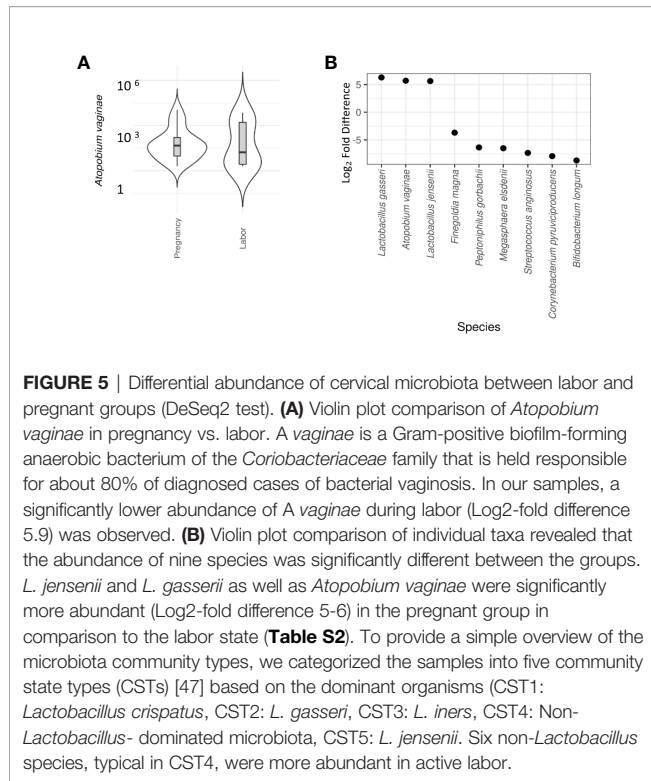 A
B
10 6
10 3
1
Atopobium vaginae
Pregnancy
Labor
5
0
-5
Log2 Fold Difference
Lactobacillus gasseri
Atopobium vaginae
Lactobacillus jensenii
Finegoldia magna
Peptoniphilus gorbachii
Megasphaera elsdenii
Streptococcus anginosus
Corynebacterium pyruviciproducens
Bifidobacterium longum
Species
FIGURE 5 | Differential abundance of cervical microbiota between labor and
pregnant groups (DeSeq2 test). (A) Violin plot comparison of Atopobium
vaginae in pregnancy vs. labor. A vaginae is a Gram-positive biofilm-forming
anaerobic bacterium of the Coriobacteriaceae family that is held responsible
for about 80% of diagnosed cases of bacterial vaginosis. In our samples, a
significantly lower abundance of A vaginae during labor (Log2-fold difference
5.9) was observed. (B) Violin plot comparison of individual taxa revealed that
the abundance of nine species was significantly different between the groups.
L. jensenii and L. gasserii as well as Atopobium vaginae were significantly
more abundant (Log2-fold difference 5-6) in the pregnant group in
comparison to the labor state (Table S2). To provide a simple overview of the
microbiota community types, we categorized the samples into five community
state types (CSTs) [47] based on the dominant organisms (CST1:
Lactobacillus crispatus, CST2: L. gasseri, CST3: L. iners, CST4: Non-
Lactobacillus- dominated microbiota, CST5: L. jensenii. Six non-Lactobacillus
species, typical in CST4, were more abundant in active labor.